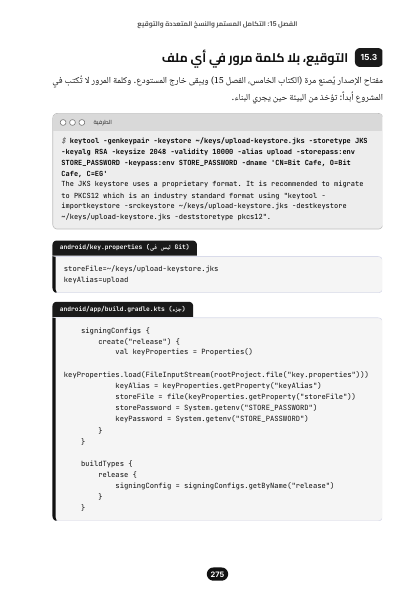 الفصل 15: التكامل المستمر والنسخ المتعددة والتوقيع
15.3 التوقيع، بلا كلمة مرور في أي ملف
مفتاح الإصدار يُصنع مرة (الكتاب الخامس، الفصل 15) ويبقى خارج المستودع. وكلمة المرور لا تُكتب في
المشروع أبداً: تؤخذ من البيئة حين يجري البناء.
الطرفية
$ keytool -genkeypair -keystore ~/keys/upload-keystore.jks -storetype JKS
-keyalg RSA -keysize 2048 -validity 10000 -alias upload -storepass:env
STORE_PASSWORD -keypass:env STORE_PASSWORD -dname 'CN=Bit Cafe, O=Bit
Cafe, C=EG'
The JKS keystore uses a proprietary format. It is recommended to migrate
to PKCS12 which is an industry standard format using "keytool -
importkeystore -srckeystore ~/keys/upload-keystore.jks -destkeystore
~/keys/upload-keystore.jks -deststoretype pkcs12".
android/key.properties (ليس في Git)
storeFile=~/keys/upload-keystore.jks
keyAlias=upload
android/app/build.gradle.kts (جزء)
signingConfigs {
create("release") {
val keyProperties = Properties()
keyProperties.load(FileInputStream(rootProject.file("key.properties")))
keyAlias = keyProperties.getProperty("keyAlias")
storeFile = file(keyProperties.getProperty("storeFile"))
storePassword = System.getenv("STORE_PASSWORD")
keyPassword = System.getenv("STORE_PASSWORD")
}
}
buildTypes {
release {
signingConfig = signingConfigs.getByName("release")
}
}
275